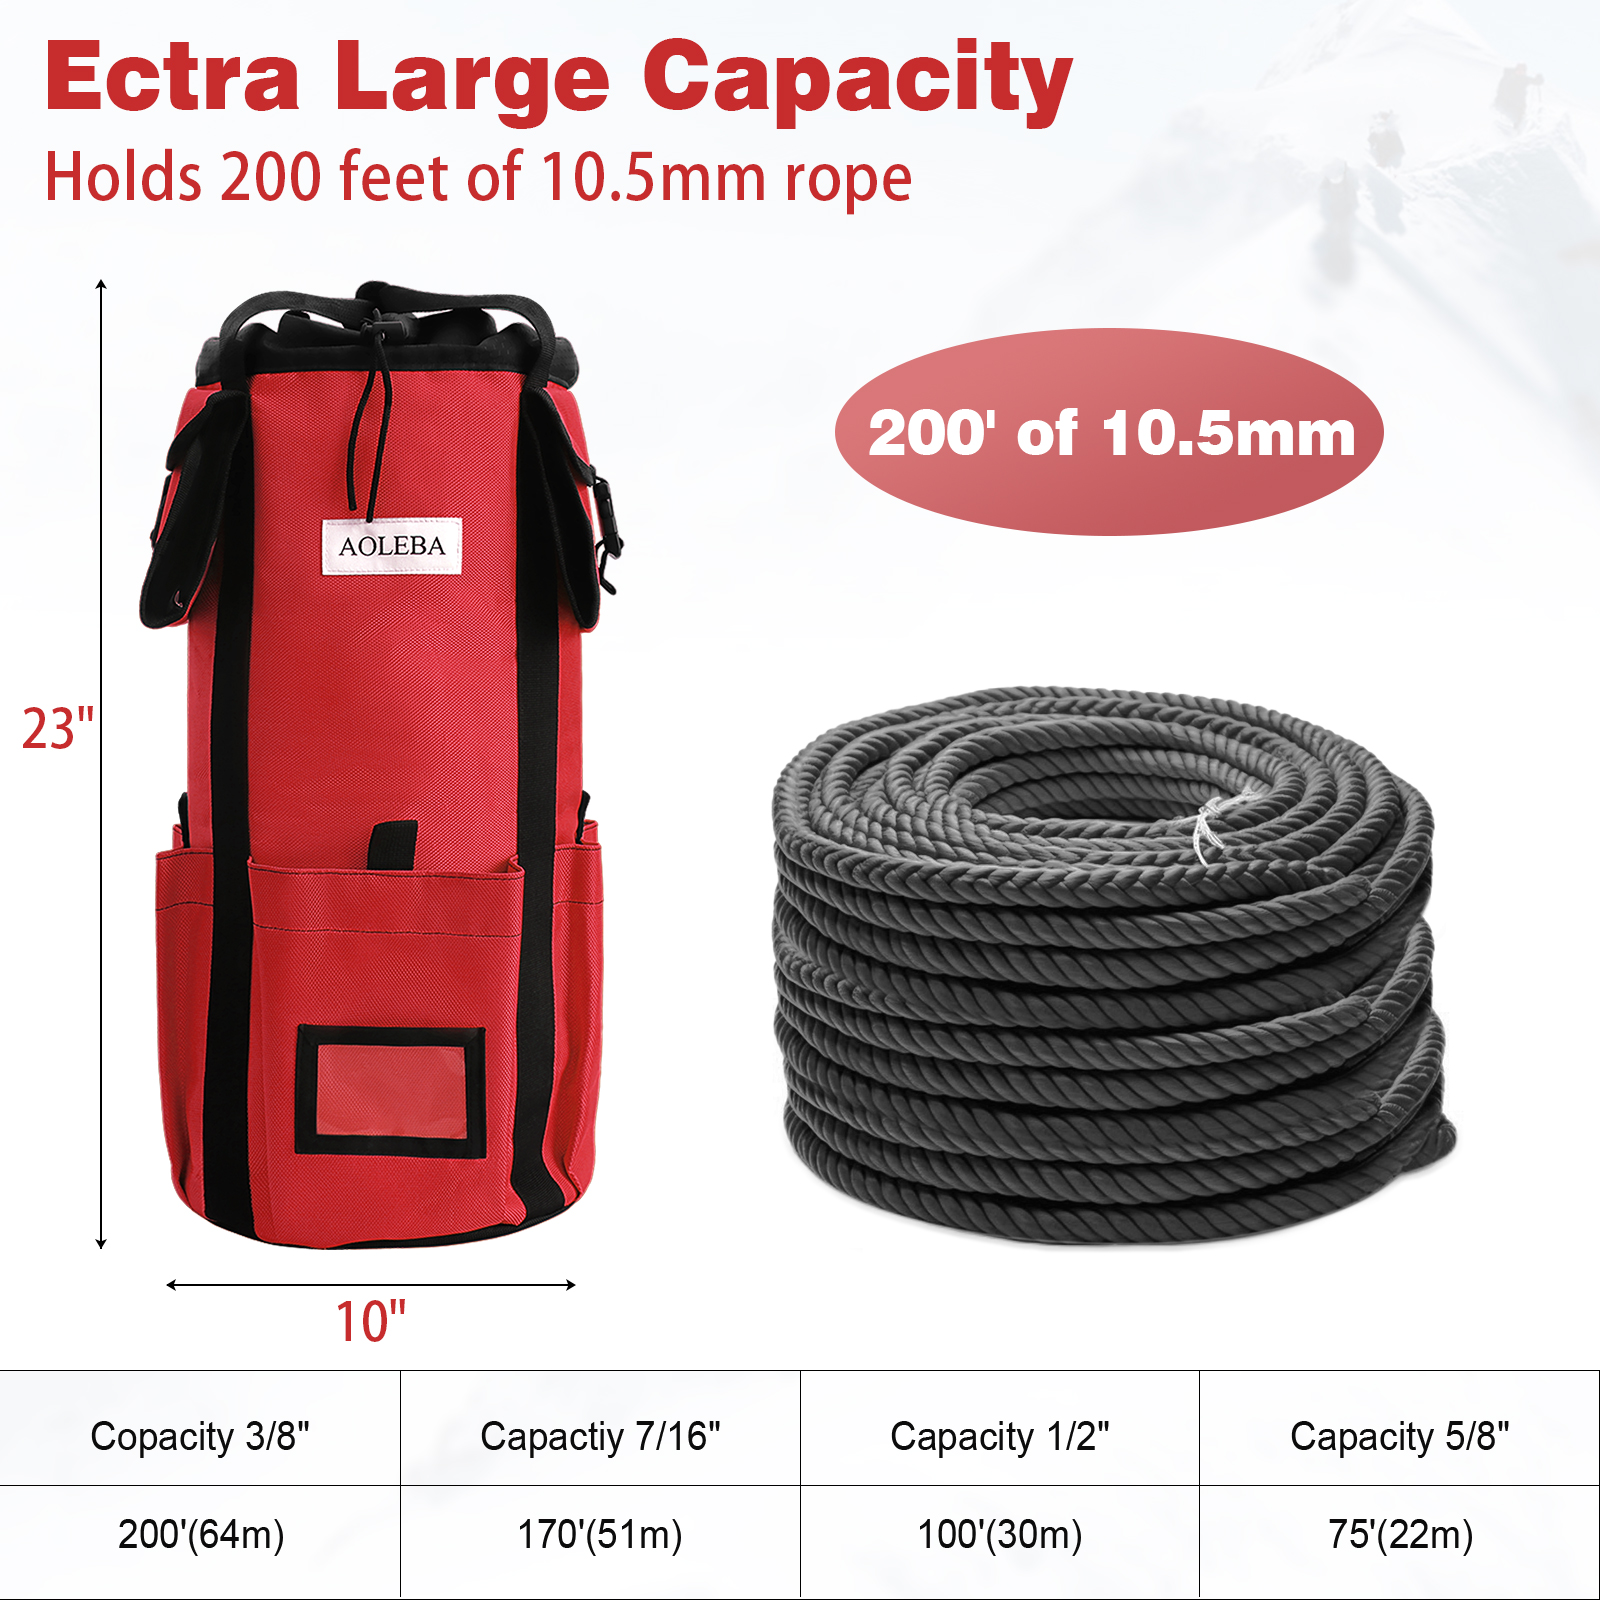 Ectra Large Capacity
Holds 200 feet of 10.5mm rope
200' of 10.5mm
AOLEBA
23"
10"
Copacity 3/8" Capactiy 7/16" Capacity 1/2" Capacity 5/8"
200'(64m) 170'(51m) 100'(30m) 75'(22m)